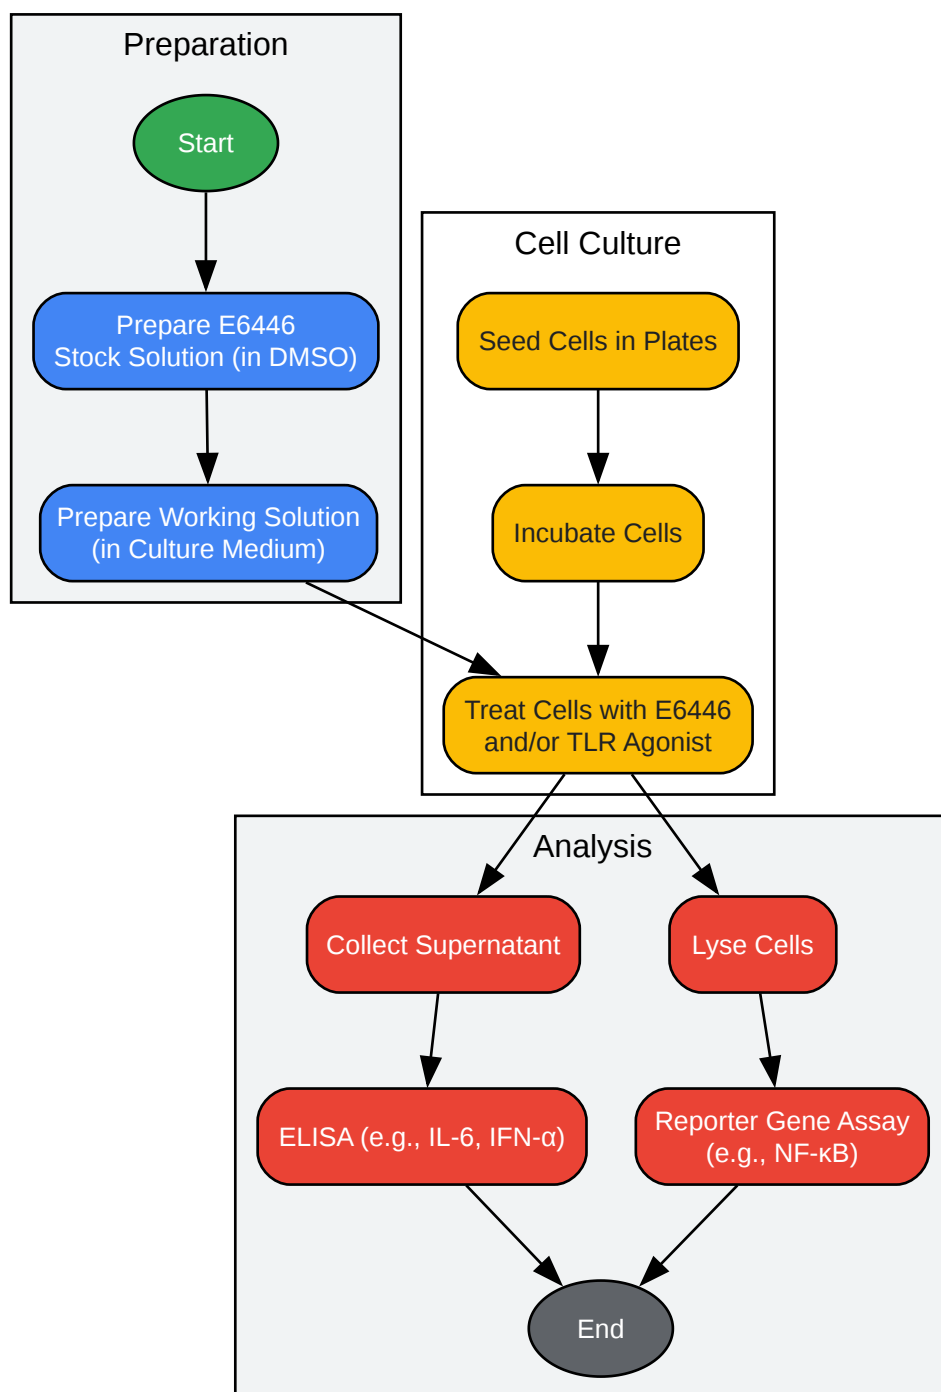 Preparation
Start
Prepare E6446
Stock Solution (in DMSO)
Prepare Working Solution
(in Culture Medium)
Cell Culture
Seed Cells in Plates
Incubate Cells
Treat Cells with E6446
and/or TLR Agonist
Analysis
Collect Supernatant
Lyse Cells
ELISA (e.g., IL-6, IFN-α)
Reporter Gene Assay
(e.g., NF-κB)
End